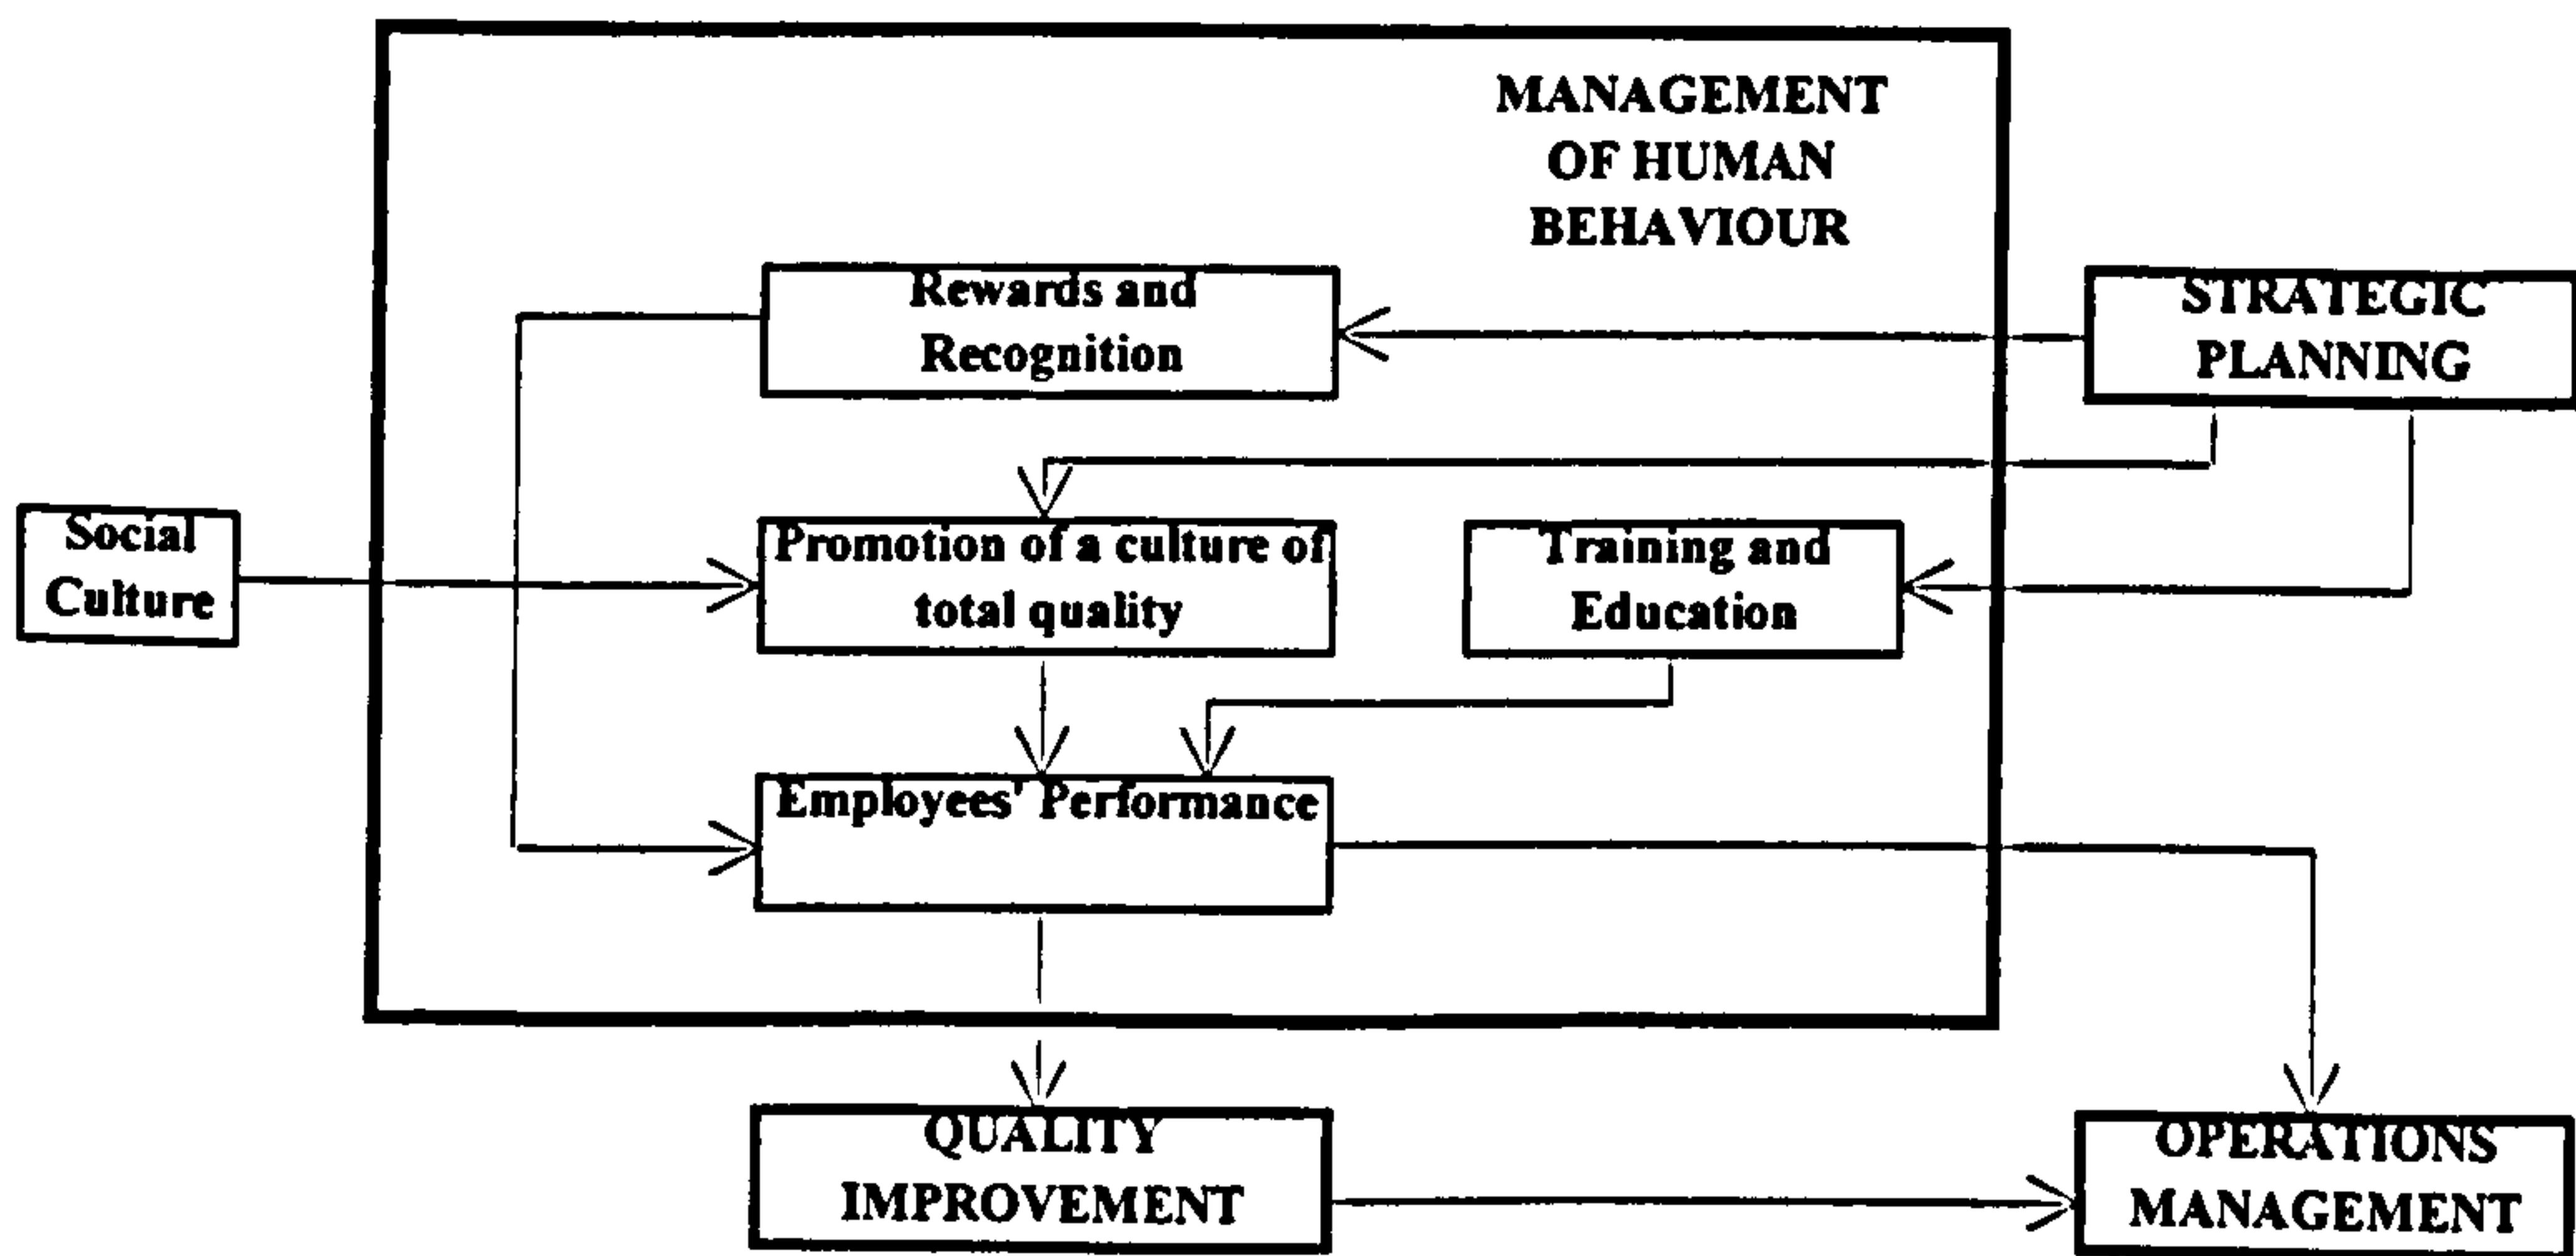 MANAGEMENT
OF HUMAN
BEHAVIOUR
Rewards and
Recognition
STRATEGIC
PLANNING
Social
Culture
Promotion of a culture of
total quality
Training and
Education
Employees' Performance
QUALITY
IMPROVEMENT
OPERATIONS
MANAGEMENT